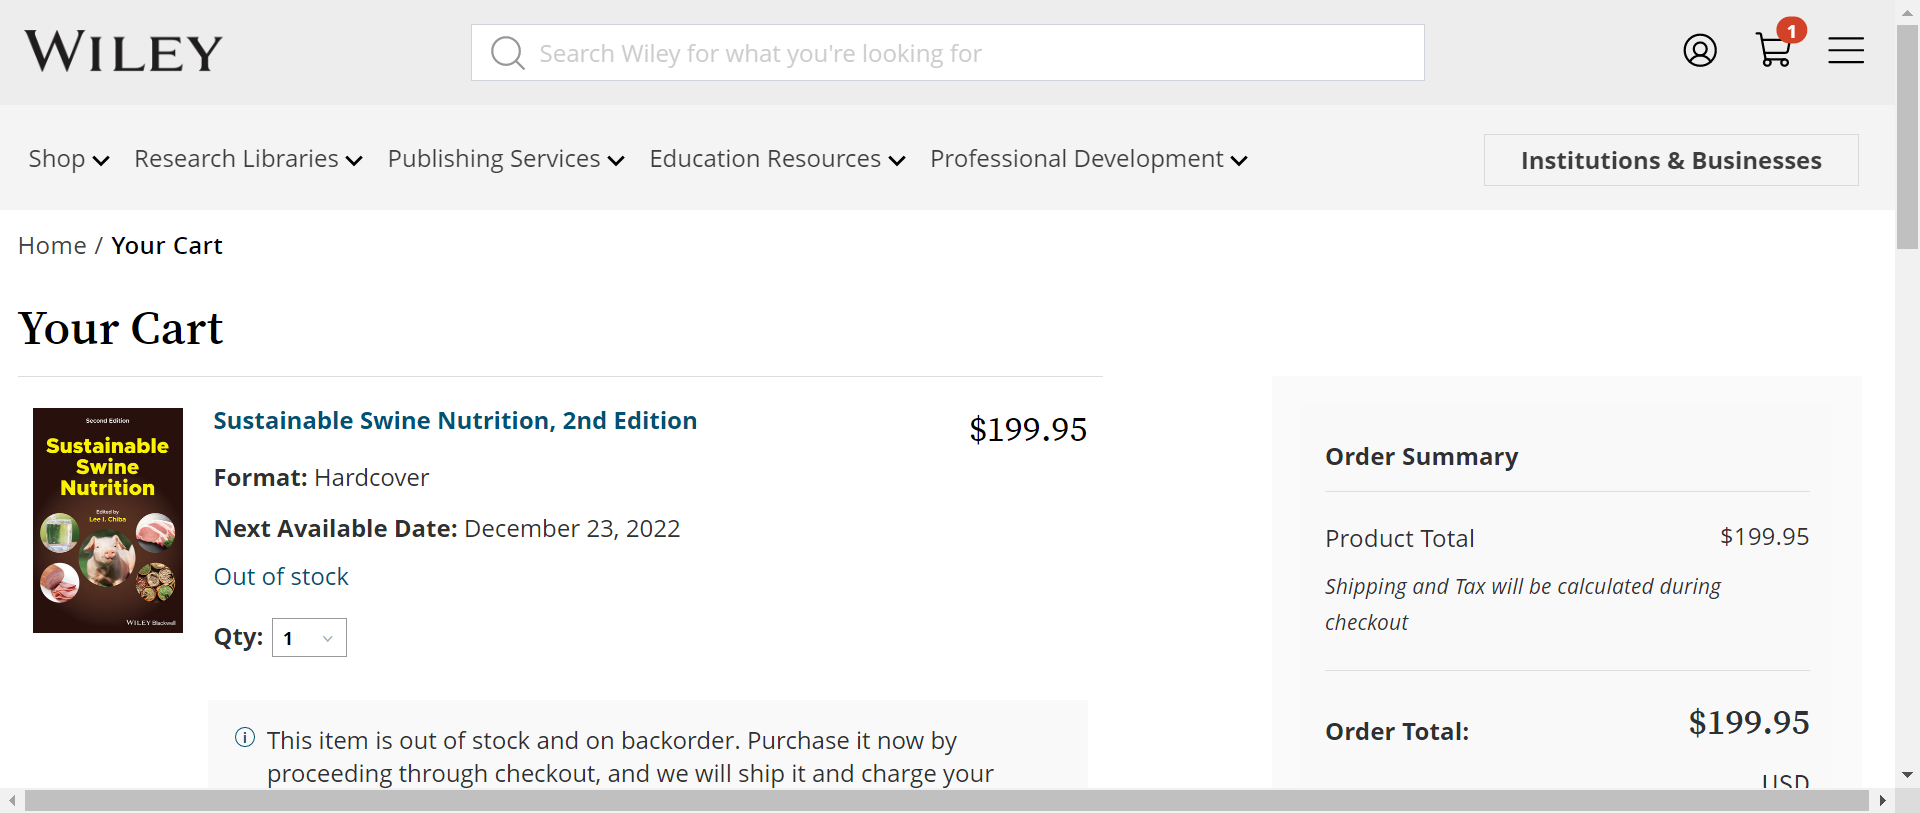 WILEY
Search Wiley for what you're looking for
1
Shop
Research Libraries
Publishing Services
Education Resources
Professional Development
Institutions & Businesses
Home / Your Cart
Your Cart
Second Edition
Sustainable
Swine
Nutrition
Edited by
Lee I. Chiba
WILEY Blackwell
Sustainable Swine Nutrition, 2nd Edition
$199.95
Format: Hardcover
Next Available Date: December 23, 2022
Out of stock
Qty: 1
This item is out of stock and on backorder. Purchase it now by
proceeding through checkout, and we will ship it and charge your
Order Summary
Product Total
$199.95
Shipping and Tax will be calculated during
checkout
Order Total:
$199.95
USD